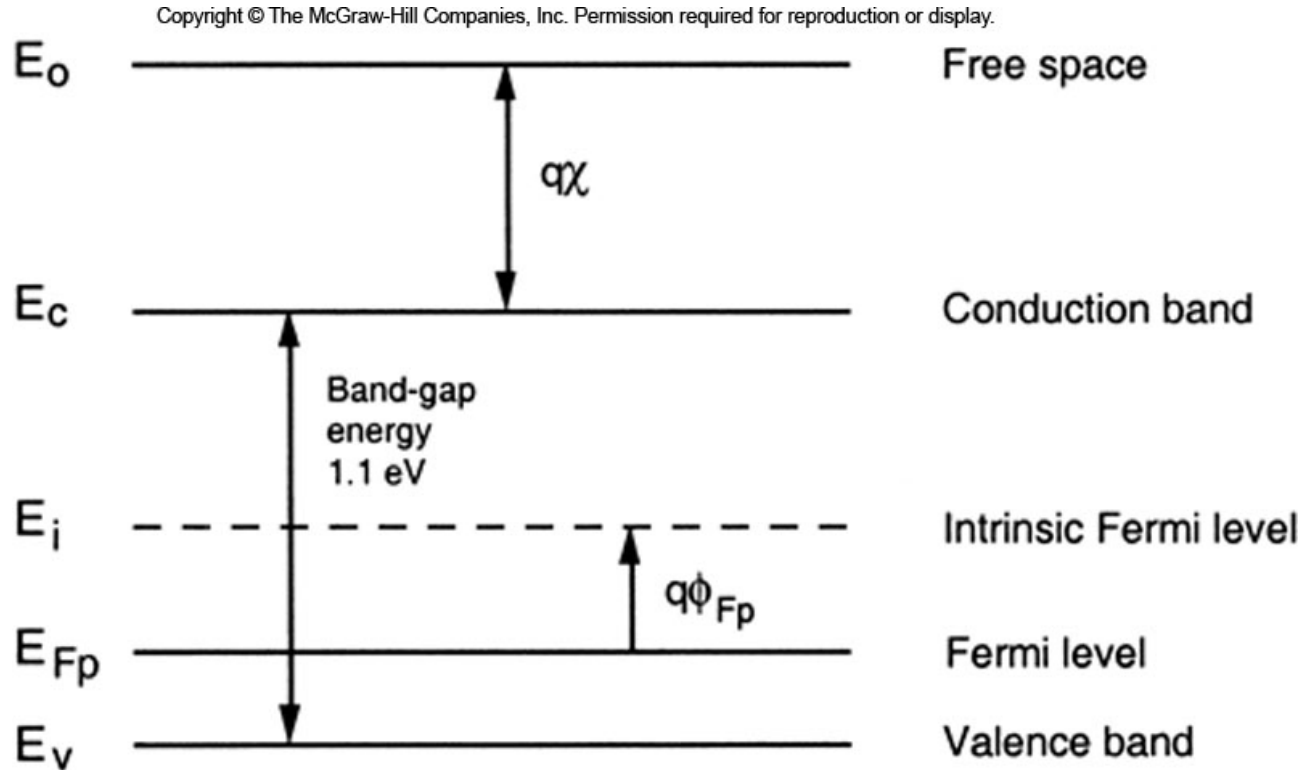 Copyright © The McGraw-Hill Companies, Inc. Permission required for reproduction or display.
Eo Free space
qχ
Ec Conduction band
Band-gap
energy
1.1 eV
Ei Intrinsic Fermi level
qϕFp
EFp Fermi level
Ev Valence band